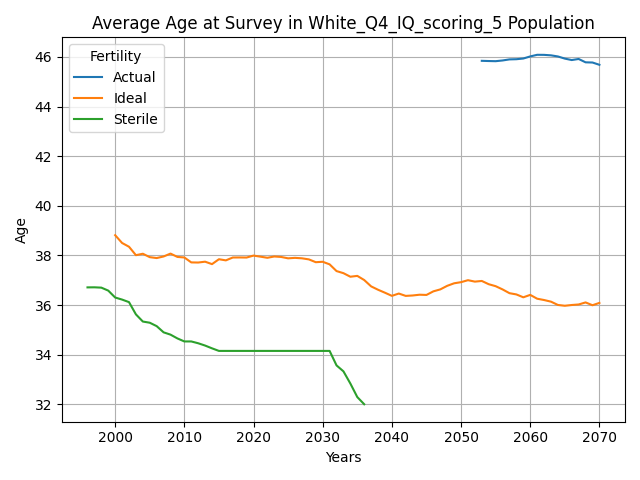 Average Age at Survey in White_Q4_IQ_scoring_5 Population
Fertility
Actual
Ideal
Sterile
Age
46
44
42
40
38
36
34
32
2000 2010 2020 2030 2040 2050 2060 2070
Years